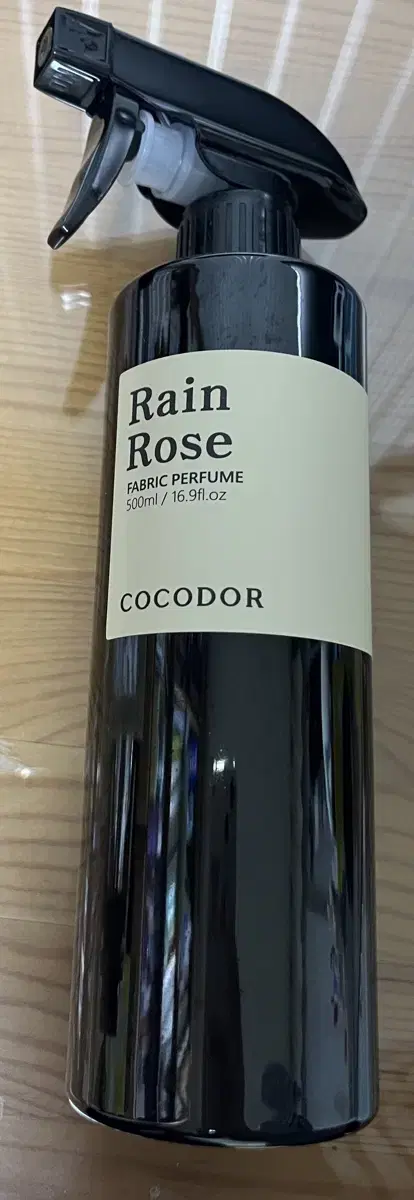 Rain
Rose
FABRIC PERFUME
500ml / 16.9fl.oz
COCODOR